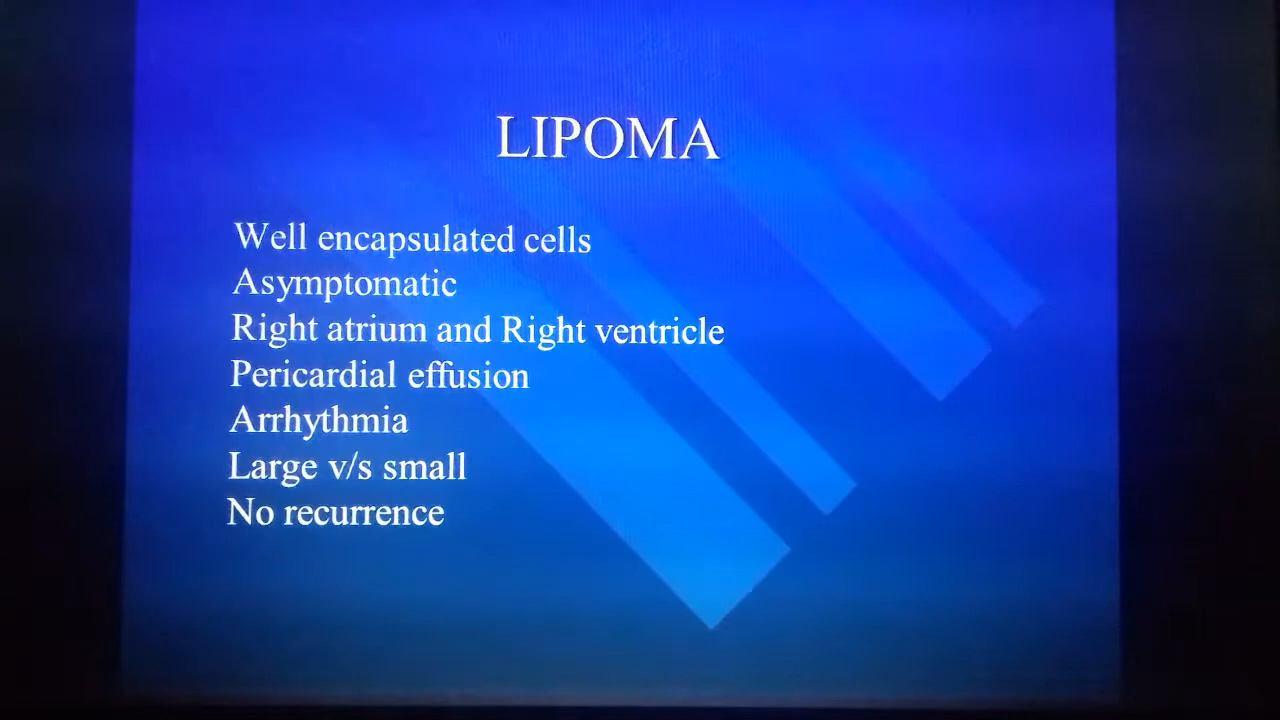 LIPOMA
Well encapsulated cells
Asymptomatic
Right atrium and Right ventricle
Pericardial effusion
Arrhythmia
Large v/s small
No recurrence